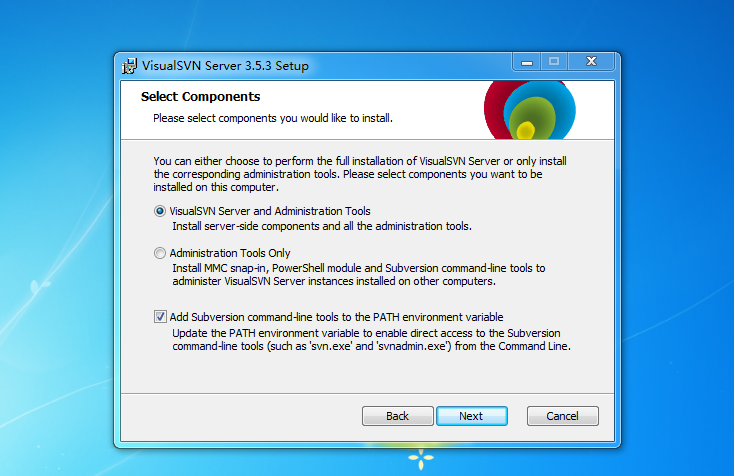 VisualSVN Server 3.5.3 Setup
Select Components
Please select components you would like to install.
You can either choose to perform the full installation of VisualSVN Server or only install
the corresponding administration tools. Please select components you want to be
installed on this computer.
VisualSVN Server and Administration Tools
Install server-side components and all the administration tools.
Administration Tools Only
Install MMC snap-in, PowerShell module and Subversion command-line tools to
administer VisualSVN Server instances installed on other computers.
Add Subversion command-line tools to the PATH environment variable
Update the PATH environment variable to enable direct access to the Subversion
command-line tools (such as 'svn.exe' and 'svnadmin.exe') from the Command Line.
Back
Next
Cancel